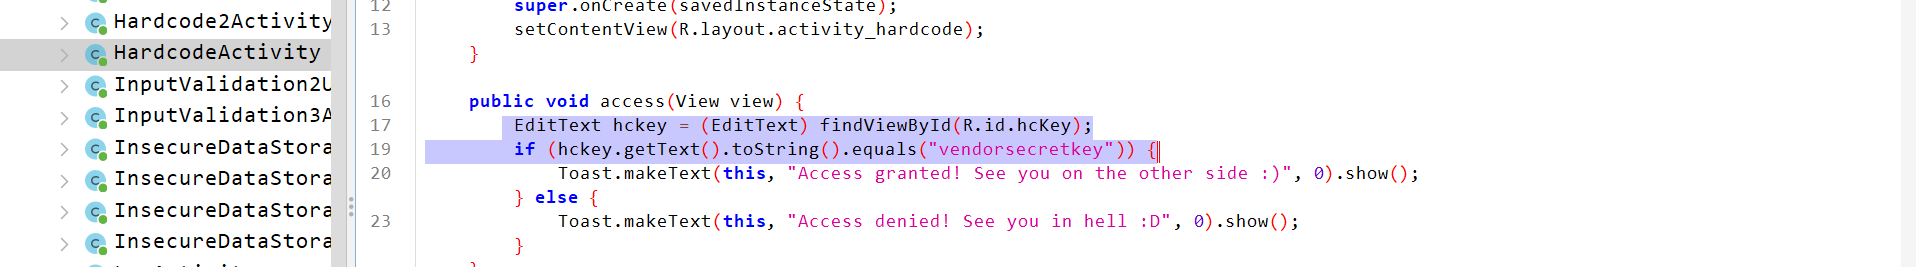 Hardcode2Activity
HardcodeActivity
InputValidation2U
InputValidation3A
InsecureDataStora
InsecureDataStora
InsecureDataStora
InsecureDataStora
12 super.onCreate(savedInstanceState);
13 setContentView(R.layout.activity_hardcode);
}
16 public void access(View view) {
17 EditText hckey = (EditText) findViewById(R.id.hcKey);
19 if (hckey.getText().toString().equals("vendorsecretkey")) {
20 Toast.makeText(this, "Access granted! See you on the other side :)", 0).show();
} else {
23 Toast.makeText(this, "Access denied! See you in hell :D", 0).show();
}